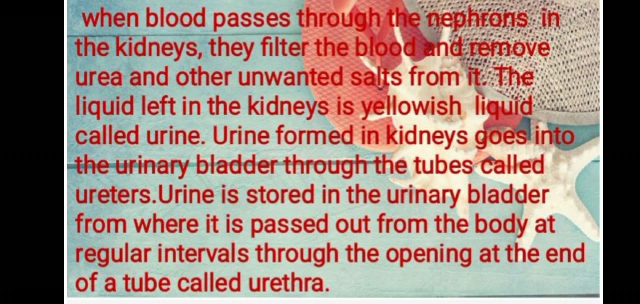 when blood passes through the nephrons in
the kidneys, they filter the blood and remove
urea and other unwanted salts from it. The
liquid left in the kidneys is yellowish liquid
called urine. Urine formed in kidneys goes into
the urinary bladder through the tubes called
ureters.Urine is stored in the urinary bladder
from where it is passed out from the body at
regular intervals through the opening at the end
of a tube called urethra.